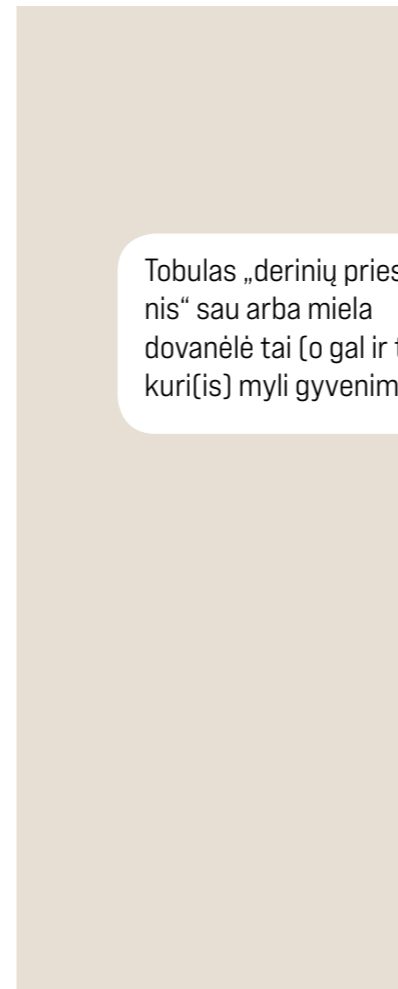 Tobulas „derinių pries
nis“ sau arba miela
dovanėlė tai (o gal ir t
kuri(is) myli gyvenim